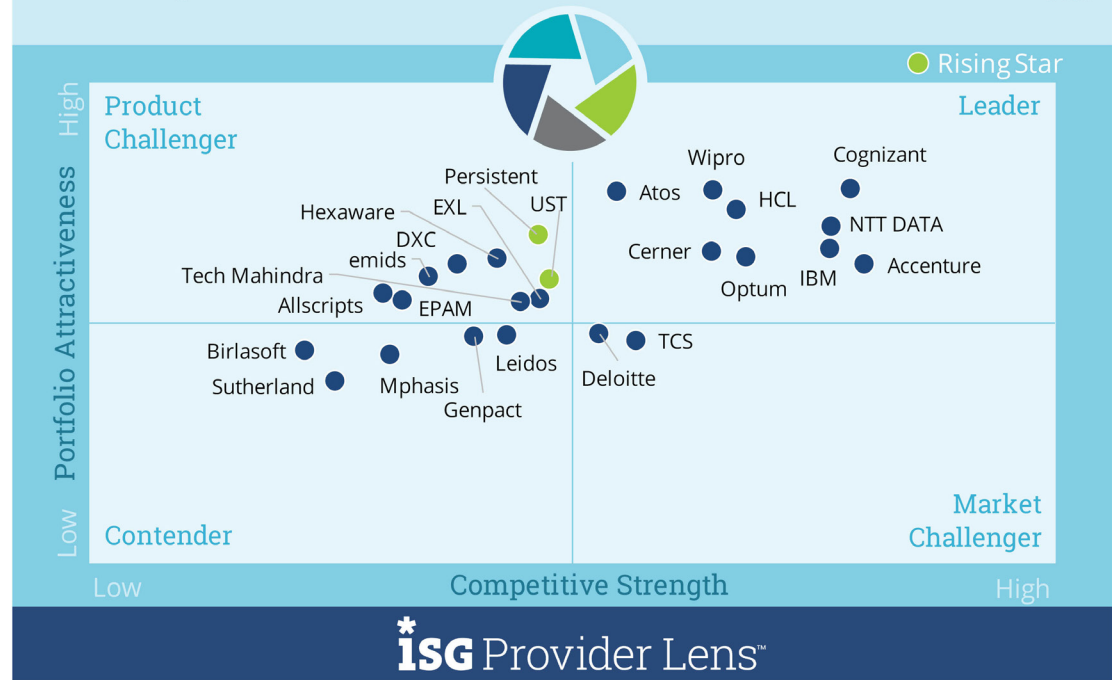 Rising Star
High
Product
Challenger
Leader
Wipro
Cognizant
Persistent
Atos
HCL
Hexaware
EXL
UST
NTT DATA
DXC
emids
Cerner
Accenture
Tech Mahindra
Optum
IBM
Allscripts
EPAM
Portfolio Attractiveness
Birlasoft
Leidos
TCS
Sutherland
Mphasis
Deloitte
Genpact
Low
Contender
Market
Challenger
Low
Competitive Strength
High
*iSG Provider Lens™